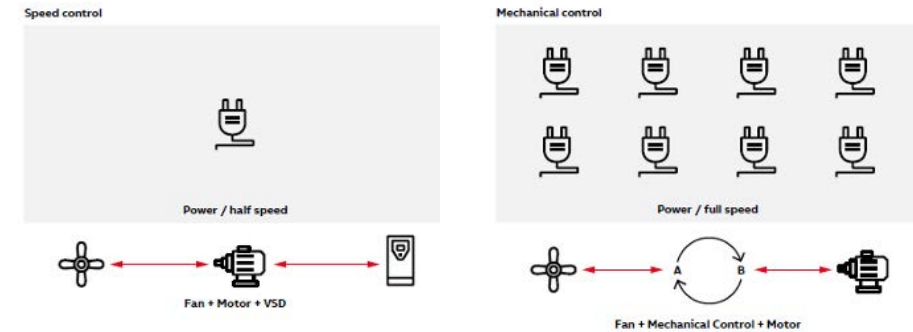 Speed control
Power / half speed
Fan + Motor + VSD
Mechanical control
Power / full speed
A
B
Fan + Mechanical Control + Motor